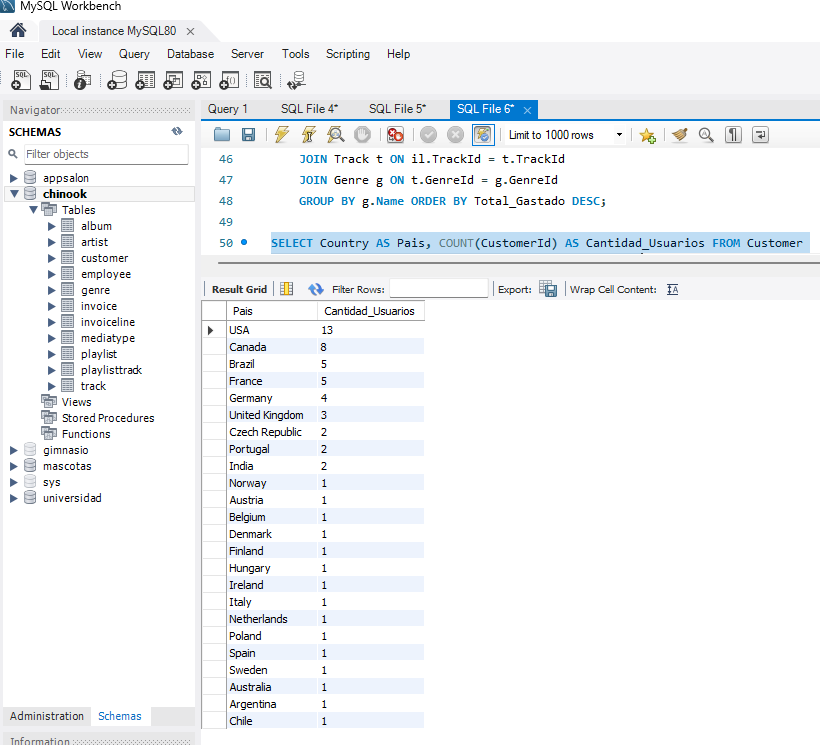 MySQL Workbench
Local instance MySQL80
File Edit View Query Database Server Tools Scripting Help
Navigator
SCHEMAS
Filter objects
appsalon
chinook
Tables
album
artist
customer
employee
genre
invoice
invoiceline
mediatype
playlist
playlisttrack
track
Views
Stored Procedures
Functions
gimnasio
mascotas
sys
universidad
Administration Schemas
Information
Query 1 SQL File 4* SQL File 5* SQL File 6*
Limit to 1000 rows
46 JOIN Track t ON il.TrackId = t.TrackId
47 JOIN Genre g ON t.GenreId = g.GenreId
48 GROUP BY g.Name ORDER BY Total_Gastado DESC;
49
50 SELECT Country AS Pais, COUNT(CustomerId) AS Cantidad_Usuarios FROM Customer
Result Grid Filter Rows: Export: Wrap Cell Content:
Pais Cantidad_Usuarios
USA 13
Canada 8
Brazil 5
France 5
Germany 4
United Kingdom 3
Czech Republic 2
Portugal 2
India 2
Norway 1
Austria 1
Belgium 1
Denmark 1
Finland 1
Hungary 1
Ireland 1
Italy 1
Netherlands 1
Poland 1
Spain 1
Sweden 1
Australia 1
Argentina 1
Chile 1